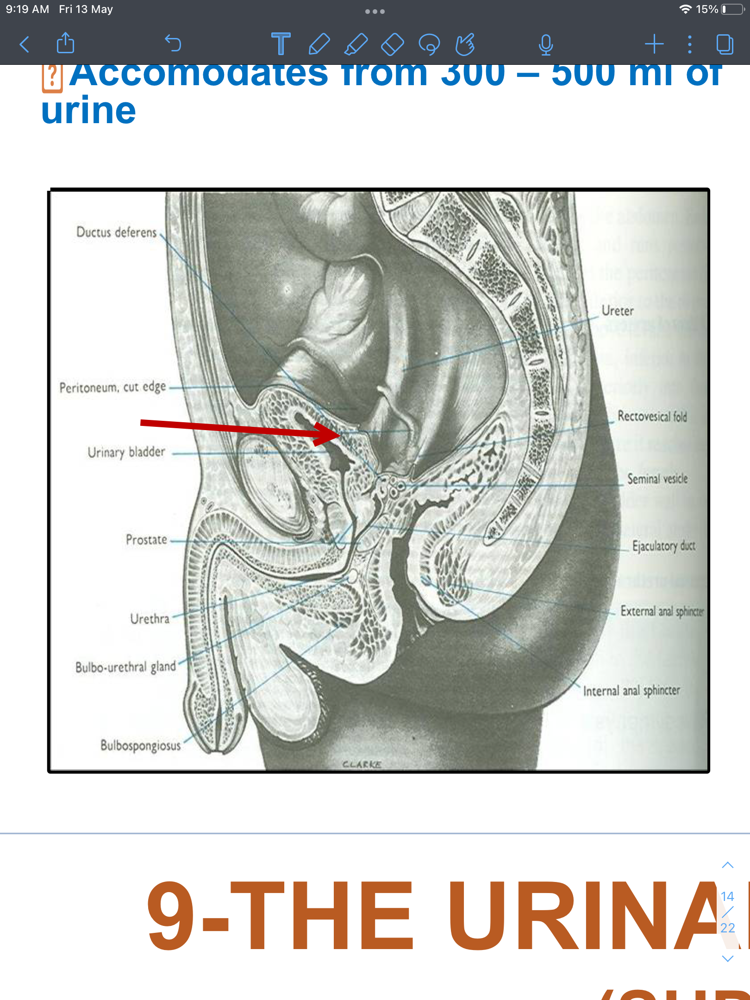 9:19 AM Fri 13 May
15%
Accomodates from 300 – 500 ml of
urine
Ductus deferens
Ureter
Peritoneum, cut edge
Rectovesical fold
Urinary bladder
Seminal vesicle
Prostate
Ejaculatory duct
Urethra
External anal sphincter
Bulbo-urethral gland
Internal anal sphincter
Bulbospongiosus
CLARKE
9-THE URINA
14
22